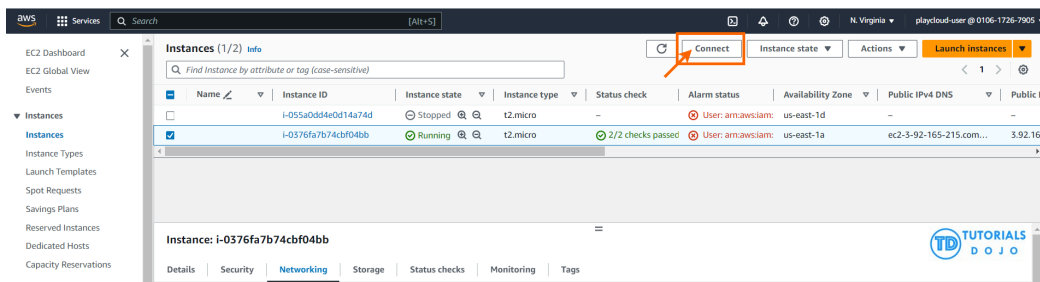 aws Services Search [Alt+S] N. Virginia playcloud-user @ 0106-1726-7905
EC2 Dashboard
EC2 Global View
Events
Instances
Instances
Instance Types
Launch Templates
Spot Requests
Savings Plans
Reserved Instances
Dedicated Hosts
Capacity Reservations
Instances (1/2) Info Connect Instance state Actions Launch instances
Find Instance by attribute or tag (case-sensitive) 1
Name Instance ID Instance state Instance type Status check Alarm status Availability Zone Public IPv4 DNS Public I
i-055a0dd4e0d14a74d Stopped t2.micro – User: arn:aws:iam: us-east-1d – –
i-0376fa7b74cbf04bb Running t2.micro 2/2 checks passed User: arn:aws:iam: us-east-1a ec2-3-92-165-215.com... 3.92.16
Instance: i-0376fa7b74cbf04bb
TD TUTORIALS
DOJO
Details Security Networking Storage Status checks Monitoring Tags